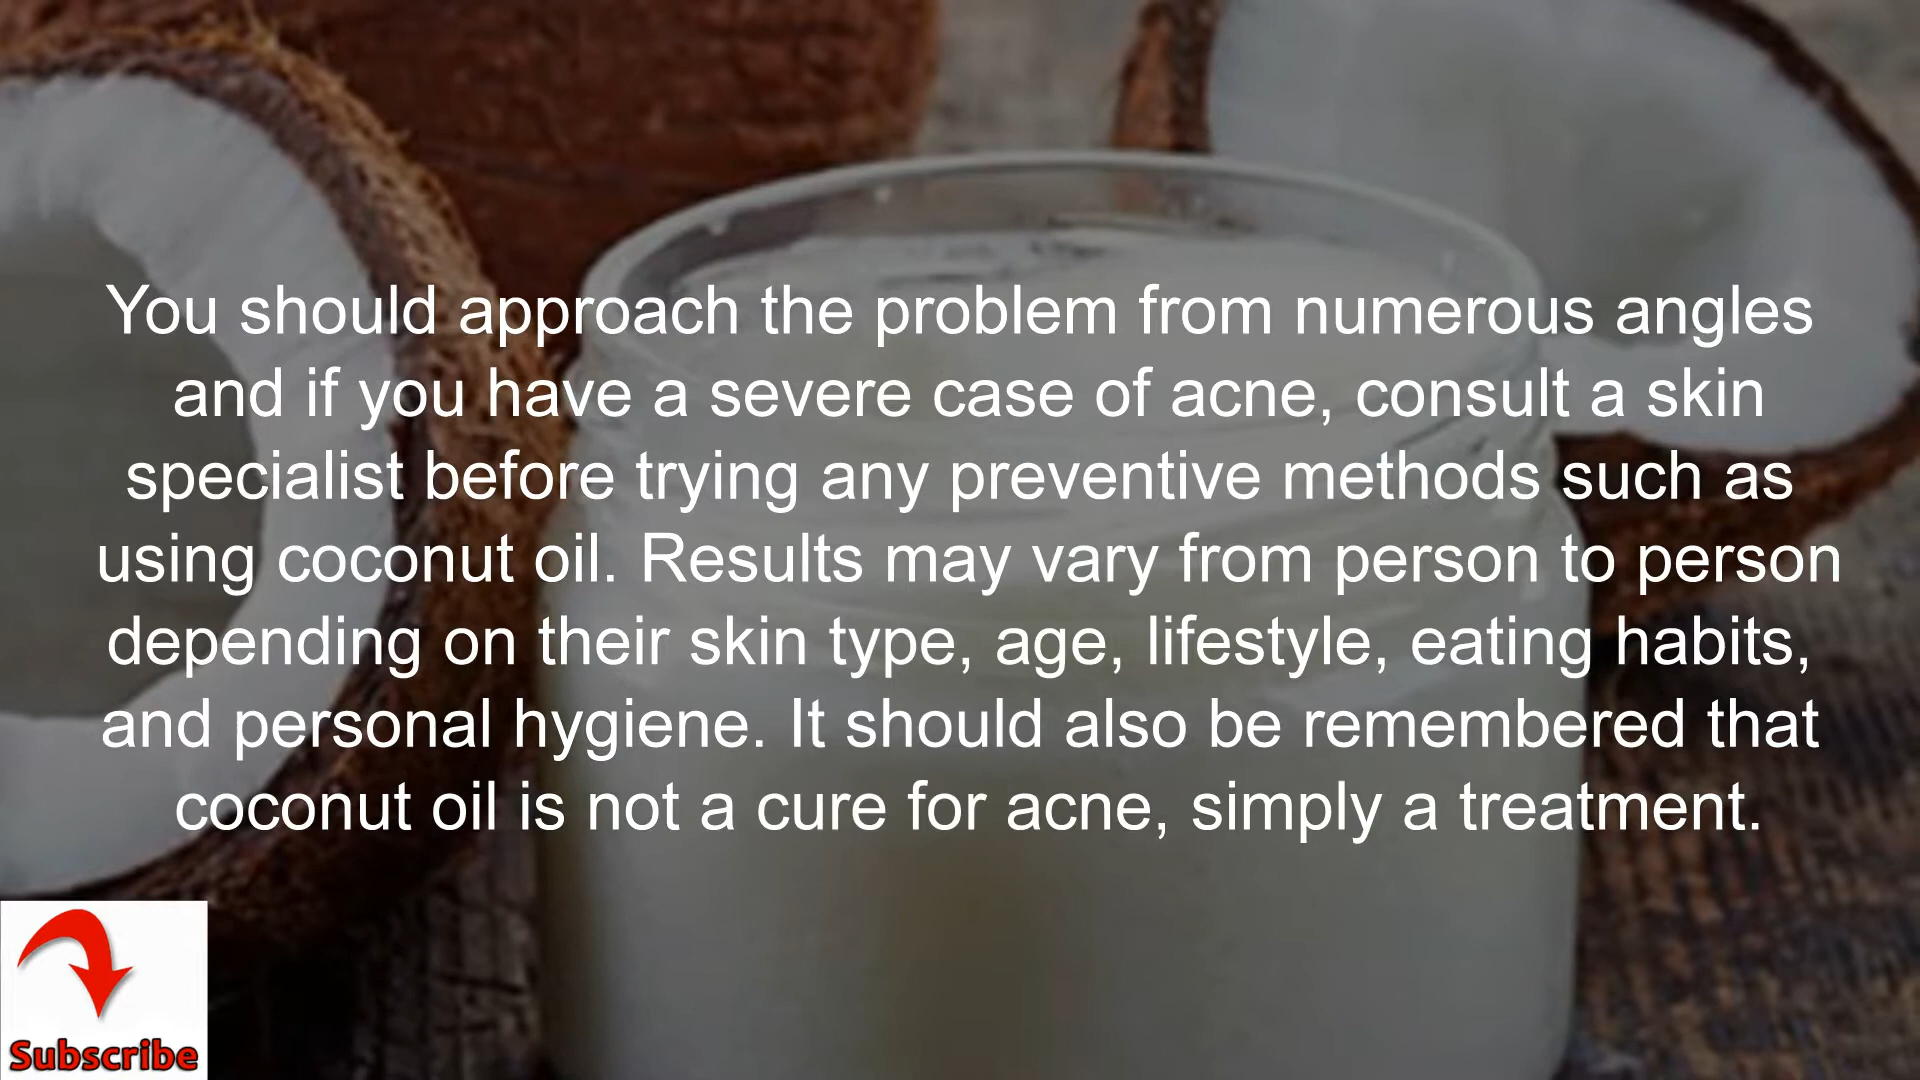 You should approach the problem from numerous angles
and if you have a severe case of acne, consult a skin
specialist before trying any preventive methods such as
using coconut oil. Results may vary from person to person
depending on their skin type, age, lifestyle, eating habits,
and personal hygiene. It should also be remembered that
coconut oil is not a cure for acne, simply a treatment.
Subscribe